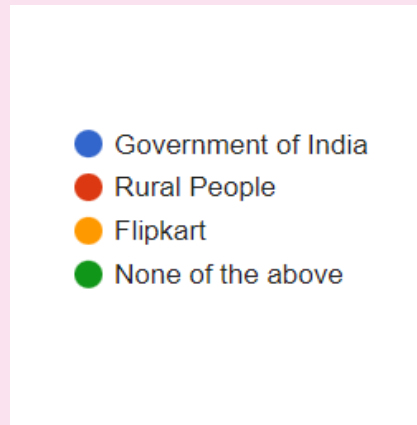 Government of India
Rural People
Flipkart
None of the above